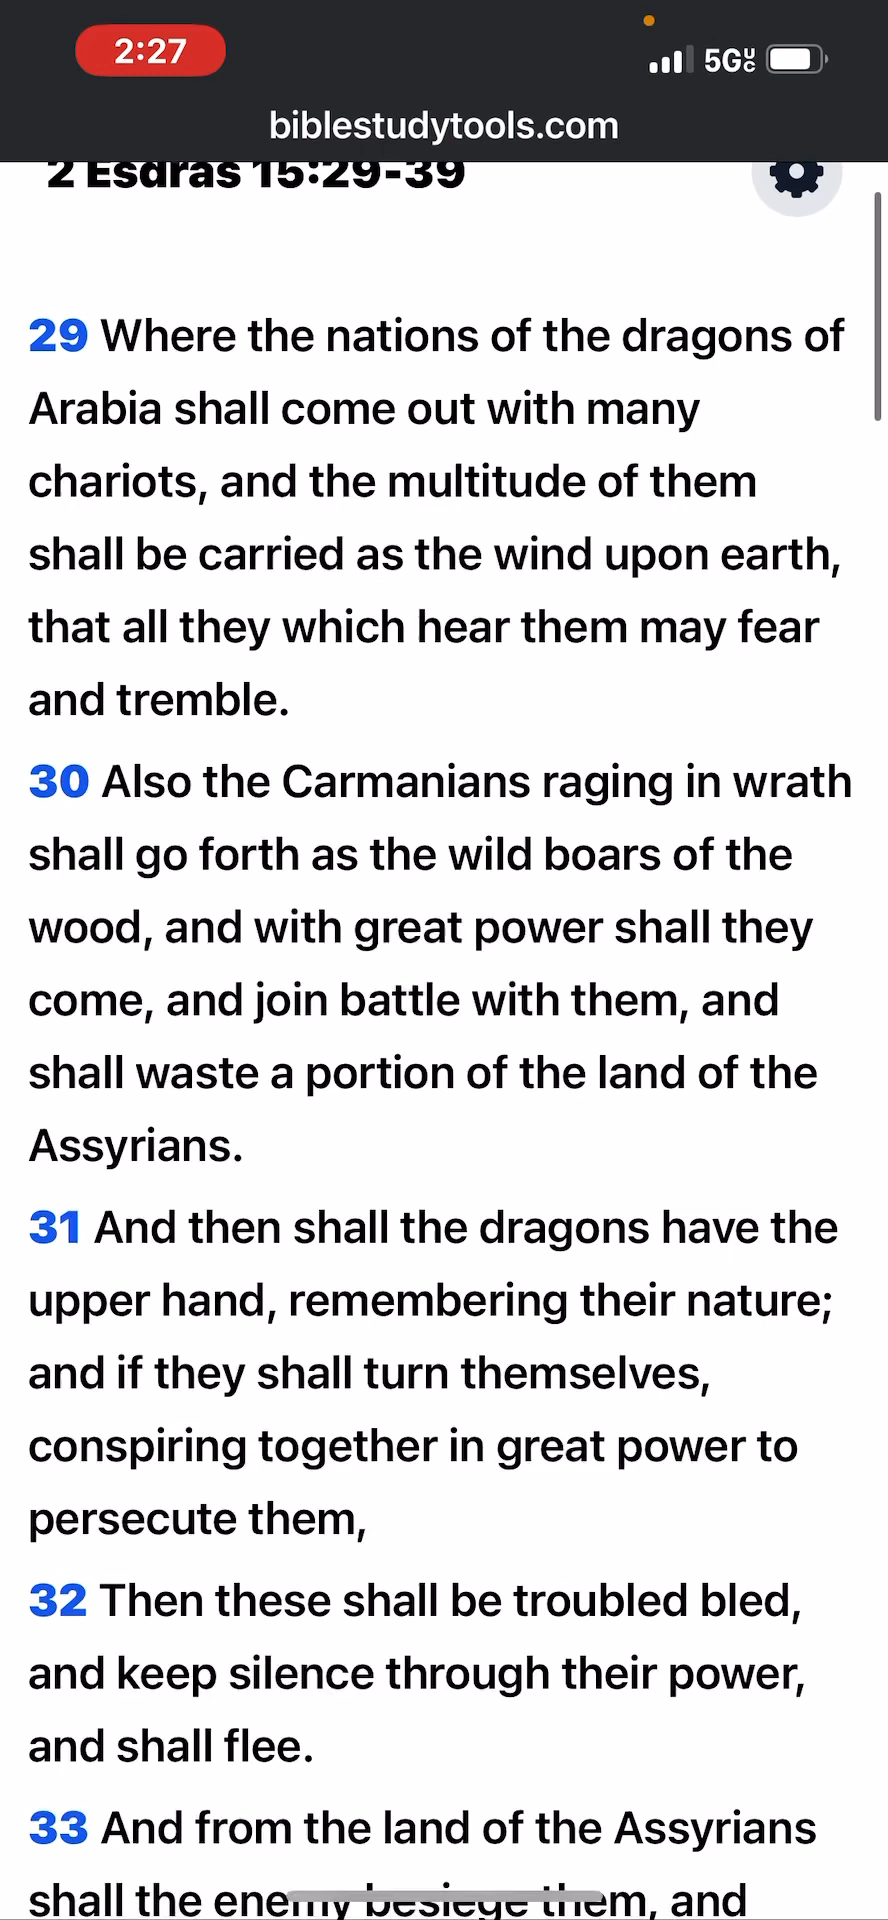 2:27
5G UC
biblestudytools.com
2 Esdras 15:29-39
29 Where the nations of the dragons of
Arabia shall come out with many
chariots, and the multitude of them
shall be carried as the wind upon earth,
that all they which hear them may fear
and tremble.
30 Also the Carmanians raging in wrath
shall go forth as the wild boars of the
wood, and with great power shall they
come, and join battle with them, and
shall waste a portion of the land of the
Assyrians.
31 And then shall the dragons have the
upper hand, remembering their nature;
and if they shall turn themselves,
conspiring together in great power to
persecute them,
32 Then these shall be troubled bled,
and keep silence through their power,
and shall flee.
33 And from the land of the Assyrians
shall the enemy besiege them, and